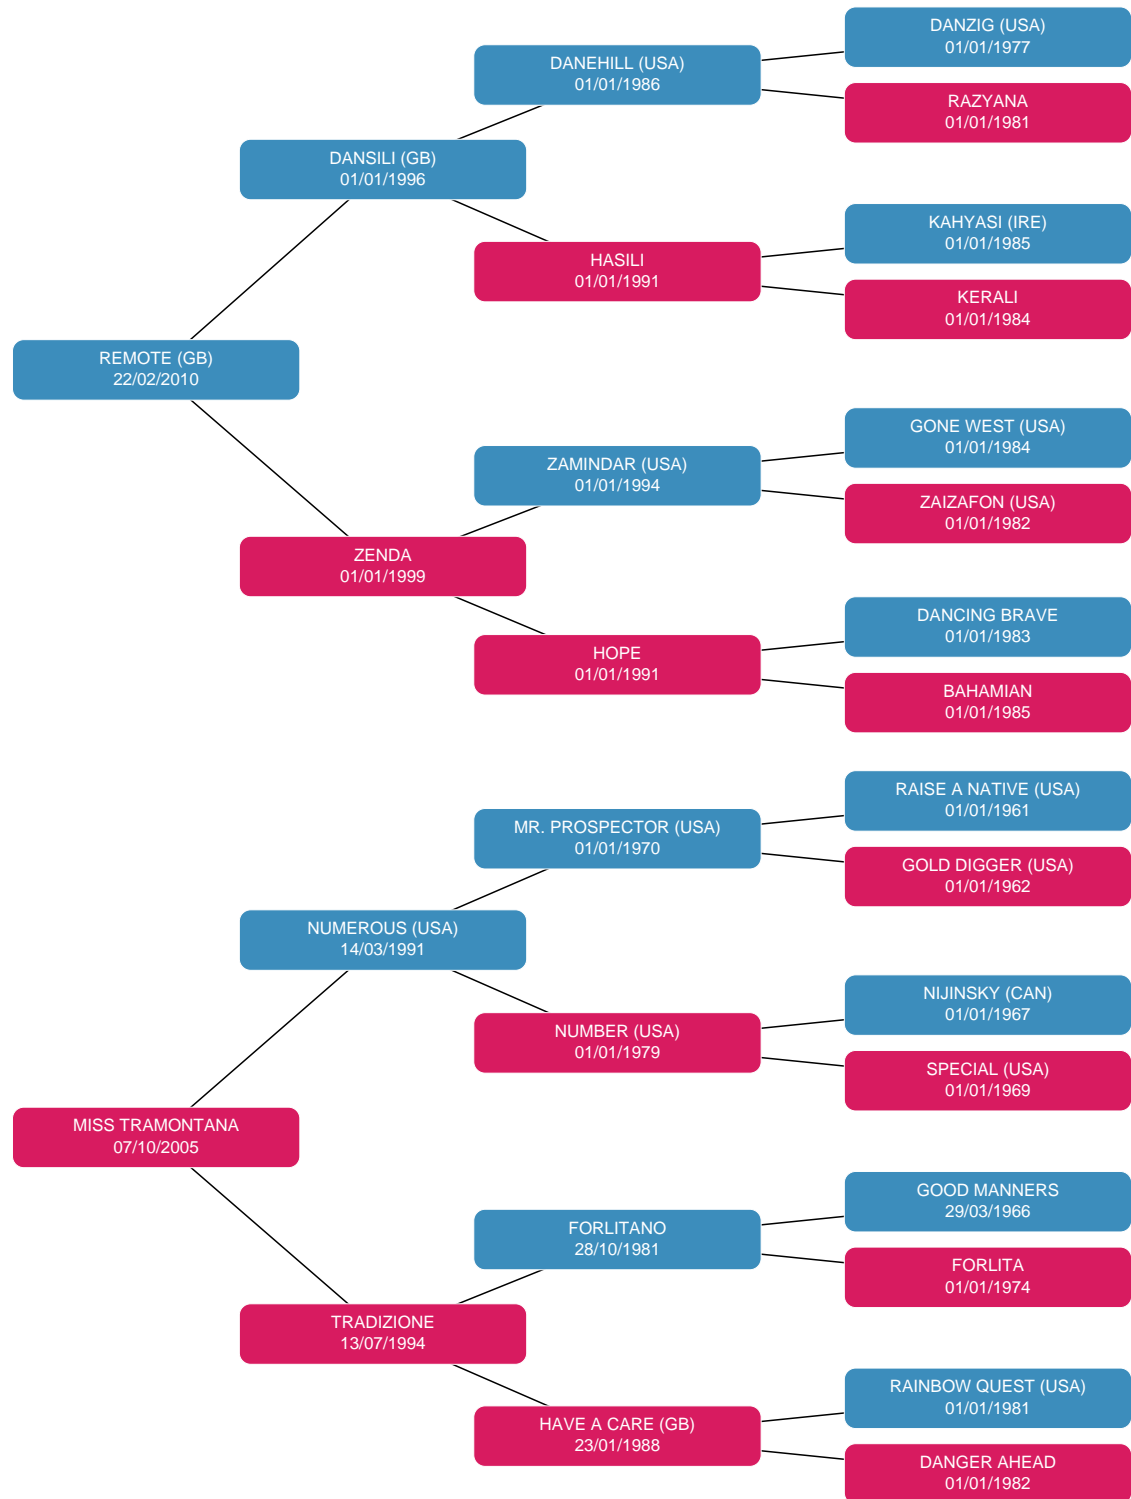 DANZIG (USA)
01/01/1977
DANEHILL (USA)
01/01/1986
RAZYANA
01/01/1981
DANSILI (GB)
01/01/1996
KAHYASI (IRE)
01/01/1985
HASILI
01/01/1991
KERALI
01/01/1984
REMOTE (GB)
22/02/2010
GONE WEST (USA)
01/01/1984
ZAMINDAR (USA)
01/01/1994
ZAIZAFON (USA)
01/01/1982
ZENDA
01/01/1999
DANCING BRAVE
01/01/1983
HOPE
01/01/1991
BAHAMIAN
01/01/1985
RAISE A NATIVE (USA)
01/01/1961
MR. PROSPECTOR (USA)
01/01/1970
GOLD DIGGER (USA)
01/01/1962
NUMEROUS (USA)
14/03/1991
NIJINSKY (CAN)
01/01/1967
NUMBER (USA)
01/01/1979
SPECIAL (USA)
01/01/1969
MISS TRAMONTANA
07/10/2005
GOOD MANNERS
29/03/1966
FORLITANO
28/10/1981
FORLITA
01/01/1974
TRADIZIONE
13/07/1994
RAINBOW QUEST (USA)
01/01/1981
HAVE A CARE (GB)
23/01/1988
DANGER AHEAD
01/01/1982